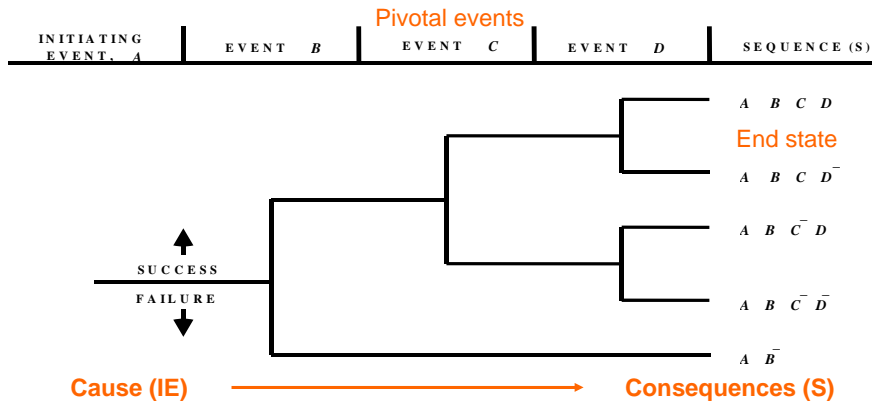 Pivotal events
INITIATING
EVENT, A
EVENT B
EVENT C
EVENT D
SEQUENCE (S)
A B C D
End state
A B C D̅
A B C̅ D
SUCCESS
FAILURE
A B C̅ D̅
A B̅
Cause (IE)
Consequences (S)